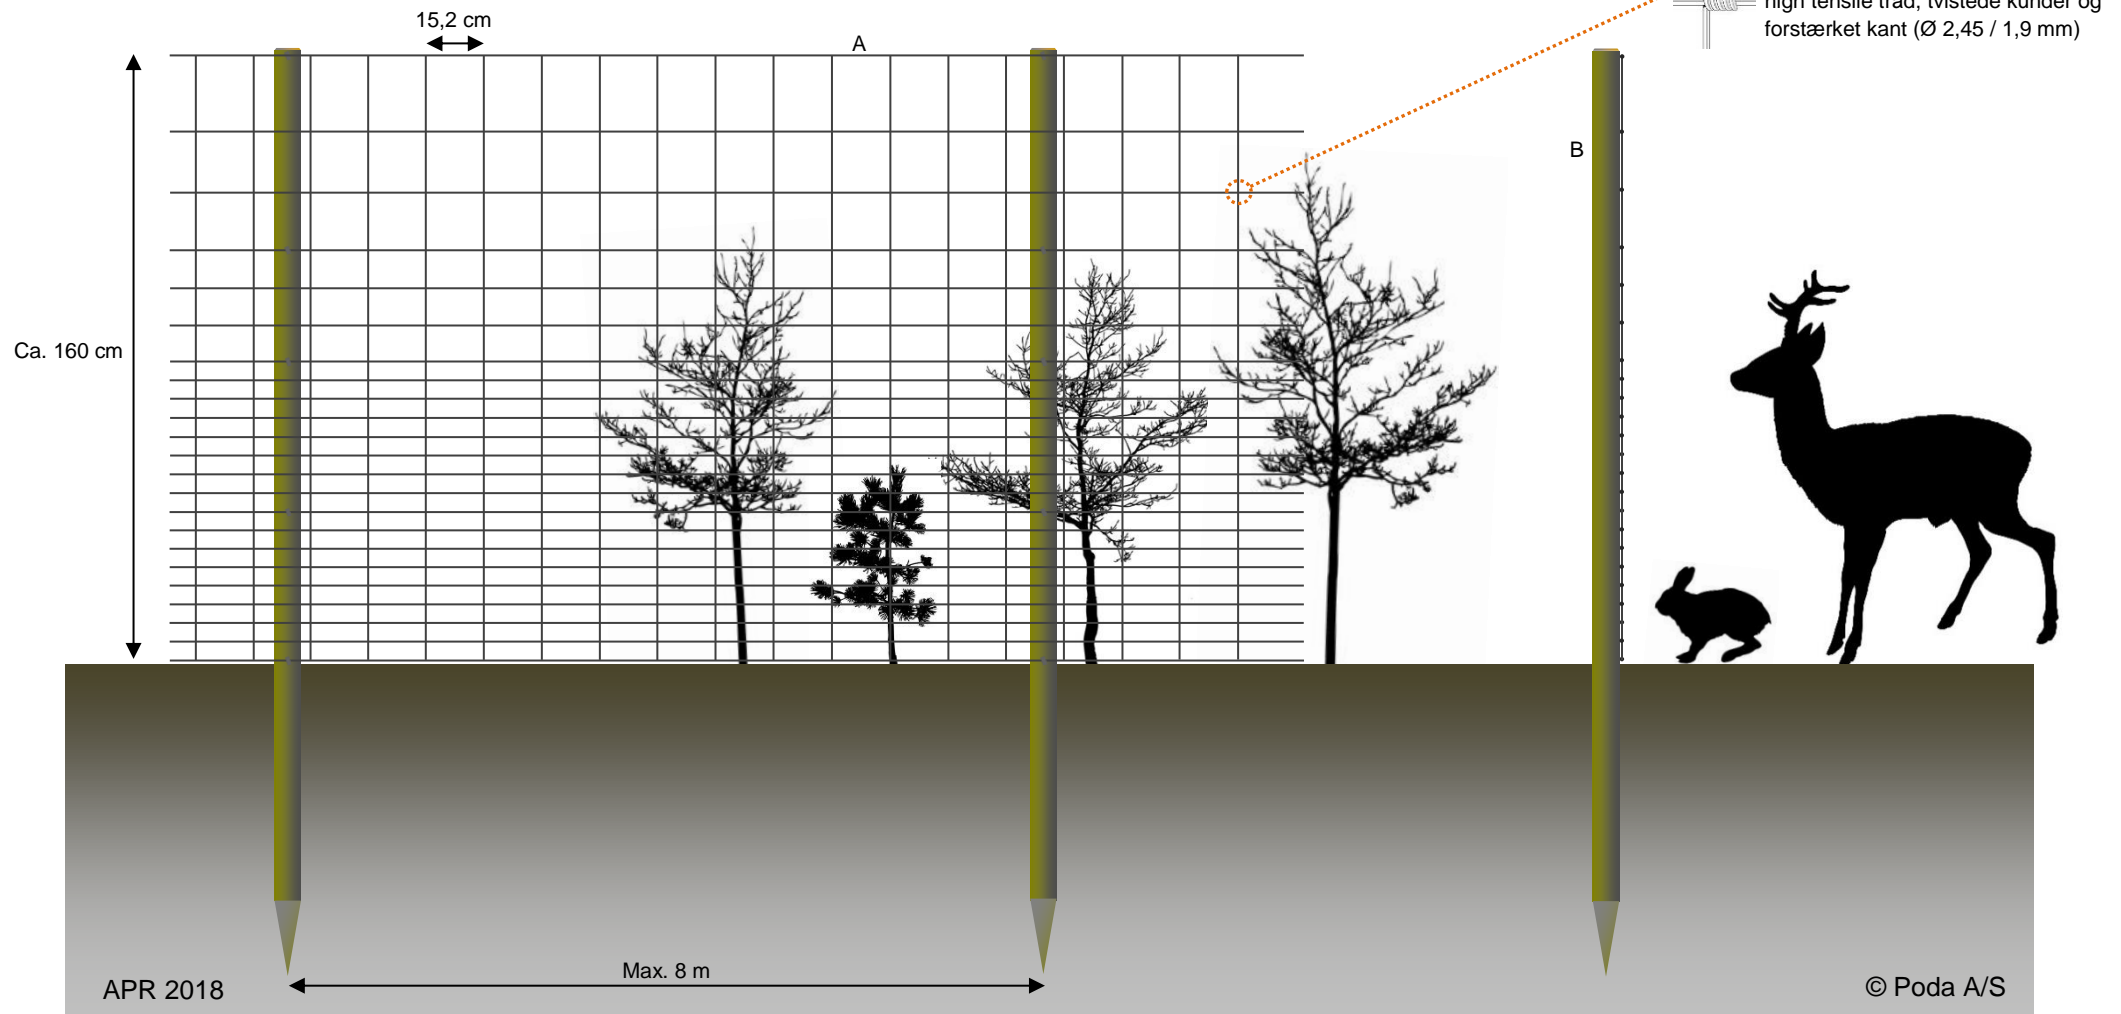 15,2 cm
high tensile tråd, tvistede kunder og
forstærket kant (Ø 2,45 / 1,9 mm)
A
B
Ca. 160 cm
Max. 8 m
APR 2018
© Poda A/S